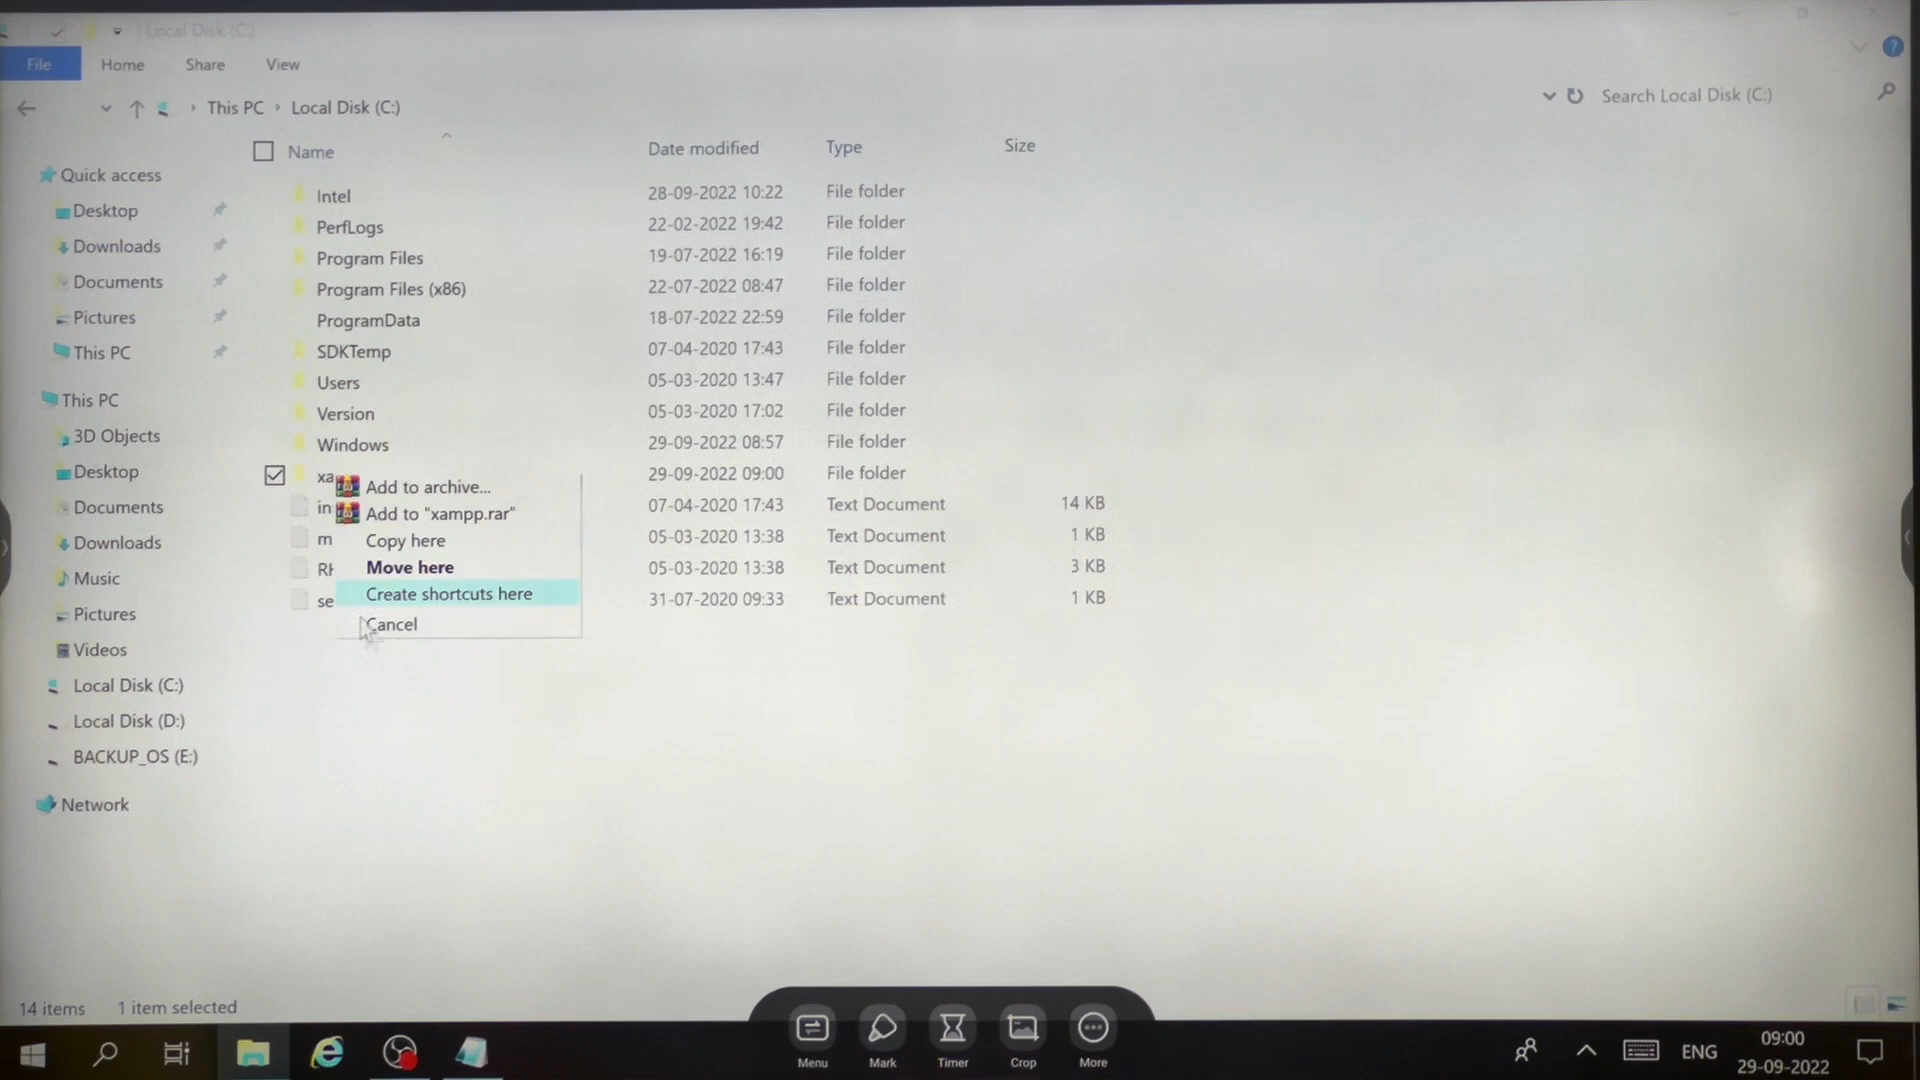 Local Disk (C:)
File Home Share View
This PC Local Disk (C:)
Search Local Disk (C:)
Name Date modified Type Size
Quick access
Desktop
Downloads
Documents
Pictures
This PC
This PC
3D Objects
Desktop
Documents
Downloads
Music
Pictures
Videos
Local Disk (C:)
Local Disk (D:)
BACKUP_OS (E:)
Network
Intel 28-09-2022 10:22 File folder
PerfLogs 22-02-2022 19:42 File folder
Program Files 19-07-2022 16:19 File folder
Program Files (x86) 22-07-2022 08:47 File folder
ProgramData 18-07-2022 22:59 File folder
SDKTemp 07-04-2020 17:43 File folder
Users 05-03-2020 13:47 File folder
Version 05-03-2020 17:02 File folder
Windows 29-09-2022 08:57 File folder
xa 29-09-2022 09:00 File folder
in 07-04-2020 17:43 Text Document 14 KB
m 05-03-2020 13:38 Text Document 1 KB
RH 05-03-2020 13:38 Text Document 3 KB
se 31-07-2020 09:33 Text Document 1 KB
Add to archive...
Add to "xampp.rar"
Copy here
Move here
Create shortcuts here
Cancel
14 items 1 item selected
Menu Mark Timer Crop More
ENG
09:00
29-09-2022